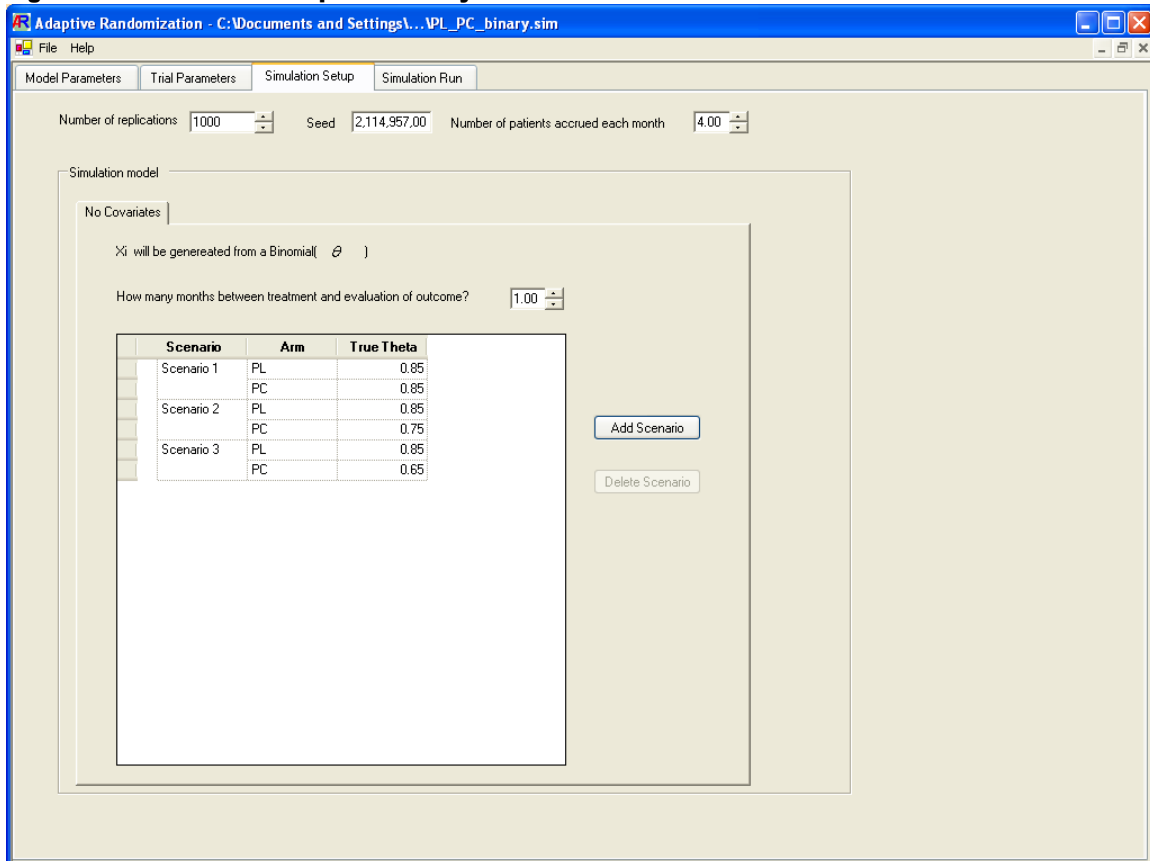 Adaptive Randomization - C:\Documents and Settings\...\PL_PC_binary.sim
File Help
Model Parameters Trial Parameters Simulation Setup Simulation Run
Number of replications 1000 Seed 2,114,957,00 Number of patients accrued each month 4.00
Simulation model
No Covariates
Xi will be genereated from a Binomial( θ )
How many months between treatment and evaluation of outcome? 1.00
Scenario Arm True Theta
Scenario 1 PL 0.85
PC 0.85
Scenario 2 PL 0.85
PC 0.75
Scenario 3 PL 0.85
PC 0.65
Add Scenario
Delete Scenario